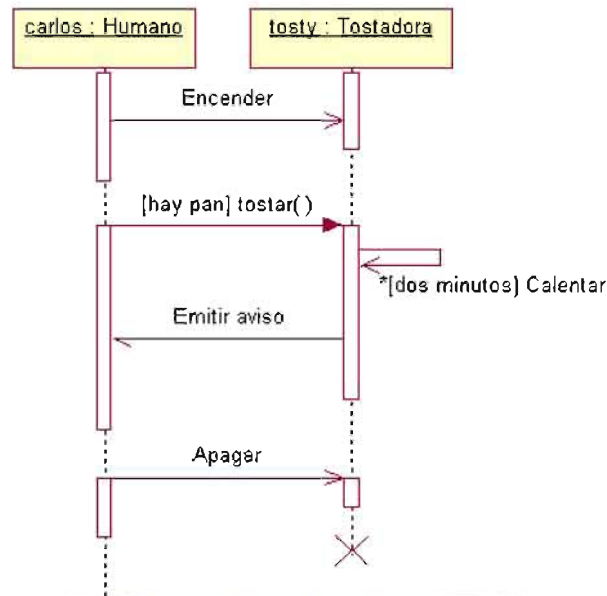 carlos : Humano
tosty : Tostadora
Encender
[hay pan] tostar( )
*[dos minutos] Calentar
Emitir aviso
Apagar